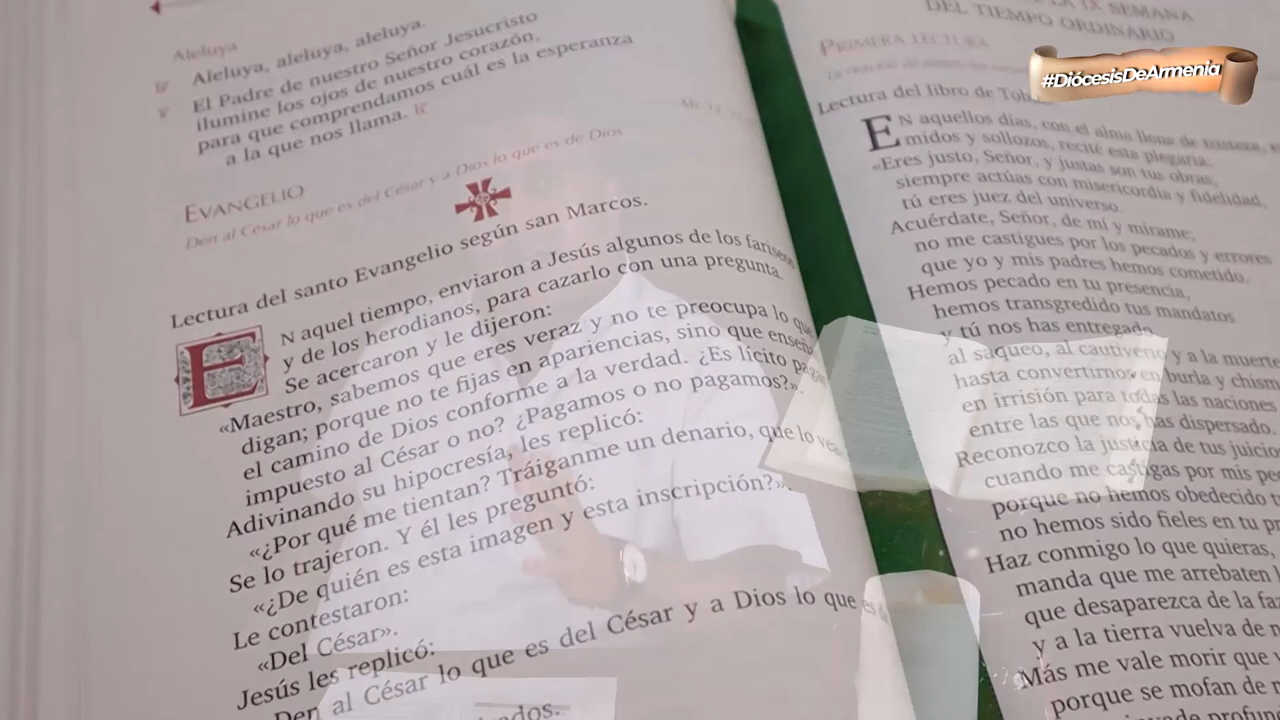 Aleluya
Aleluya, aleluya, aleluya.
El Padre de nuestro Señor Jesucristo
ilumine los ojos de nuestro corazón,
para que comprendamos cuál es la esperanza
a la que nos llama.
EVANGELIO
Den al César lo que es del César y a Dios lo que es de Dios
Lectura del santo Evangelio según san Marcos.
EN aquel tiempo, enviaron a Jesús algunos de los fariseos
y de los herodianos, para cazarlo con una pregunta.
Se acercaron y le dijeron:
«Maestro, sabemos que eres veraz y no te preocupa lo que
digan; porque no te fijas en apariencias, sino que
el camino de Dios conforme a la verdad. ¿Es lícito
impuesto al César o no? ¿Pagamos o no pagamos?».
Adivinando su hipocresía, les replicó:
«¿Por qué me tientan? Tráiganme un denario, que lo
Se lo trajeron. Y él les preguntó:
«¿De quién es esta imagen y esta inscripción?».
Le contestaron:
«Del César».
Jesús les replicó:
Den al César lo que es del César y a Dios lo que es
IX SEMANA
DEL TIEMPO ORDINARIO
PRIMERA LECTURA
Lectura del libro de
EN aquellos días, con el alma llena de tristeza,
midos y sollozos, recité esta plegaria:
«Eres justo, Señor, y justas son tus obras;
siempre actúas con misericordia y fidelidad,
tú eres juez del universo.
Acuérdate, Señor, de mí y mírame;
no me castigues por los pecados y errores
que yo y mis padres hemos cometido.
Hemos pecado en tu presencia,
hemos transgredido tus mandatos
y tú nos has entregado
al saqueo, al cautiverio y a la muerte
hasta convertirnos en burla y
en irrisión para todas las naciones
entre las que nos has dispersado.
Reconozco la justicia de tus
cuando me castigas por mis
porque no hemos obedecido
no hemos sido fieles en tu
Haz conmigo lo que quieras,
manda que me arrebaten
que desaparezca de la
y a la tierra vuelva de
Más me vale morir que
porque se mofan de
#DiócesisDeArmenia